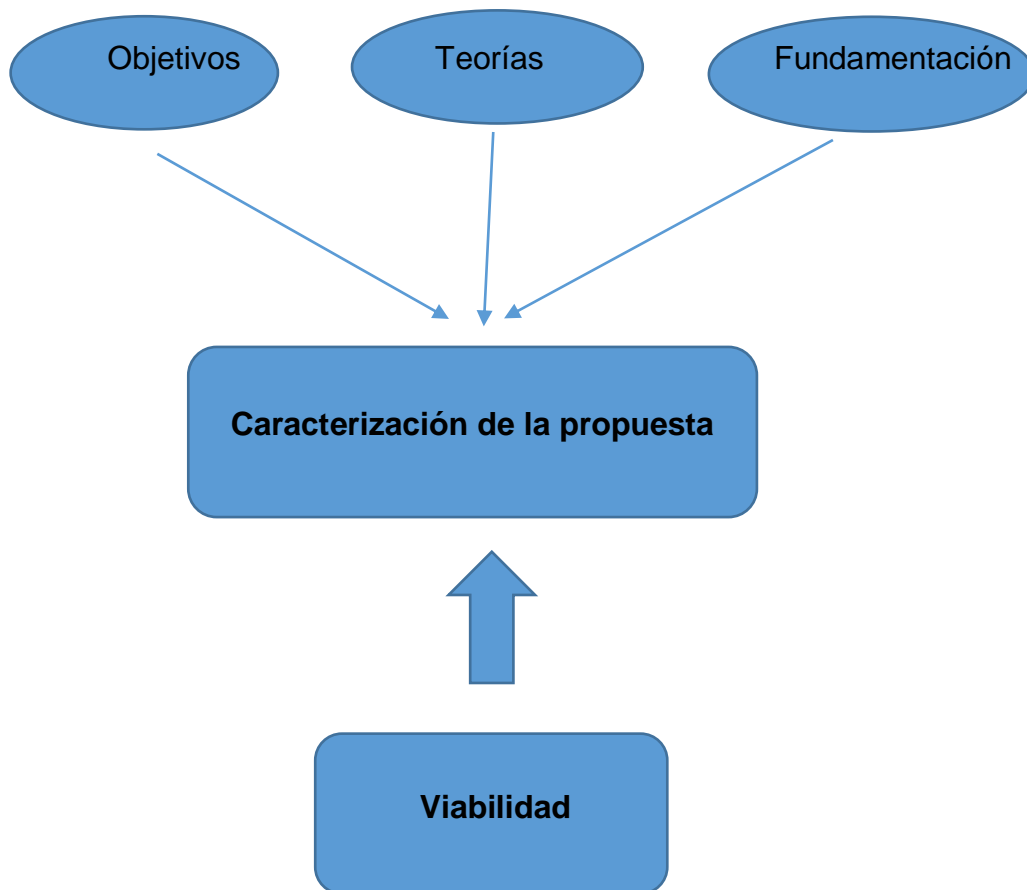 Objetivos
Teorías
Fundamentación
Caracterización de la propuesta
Viabilidad